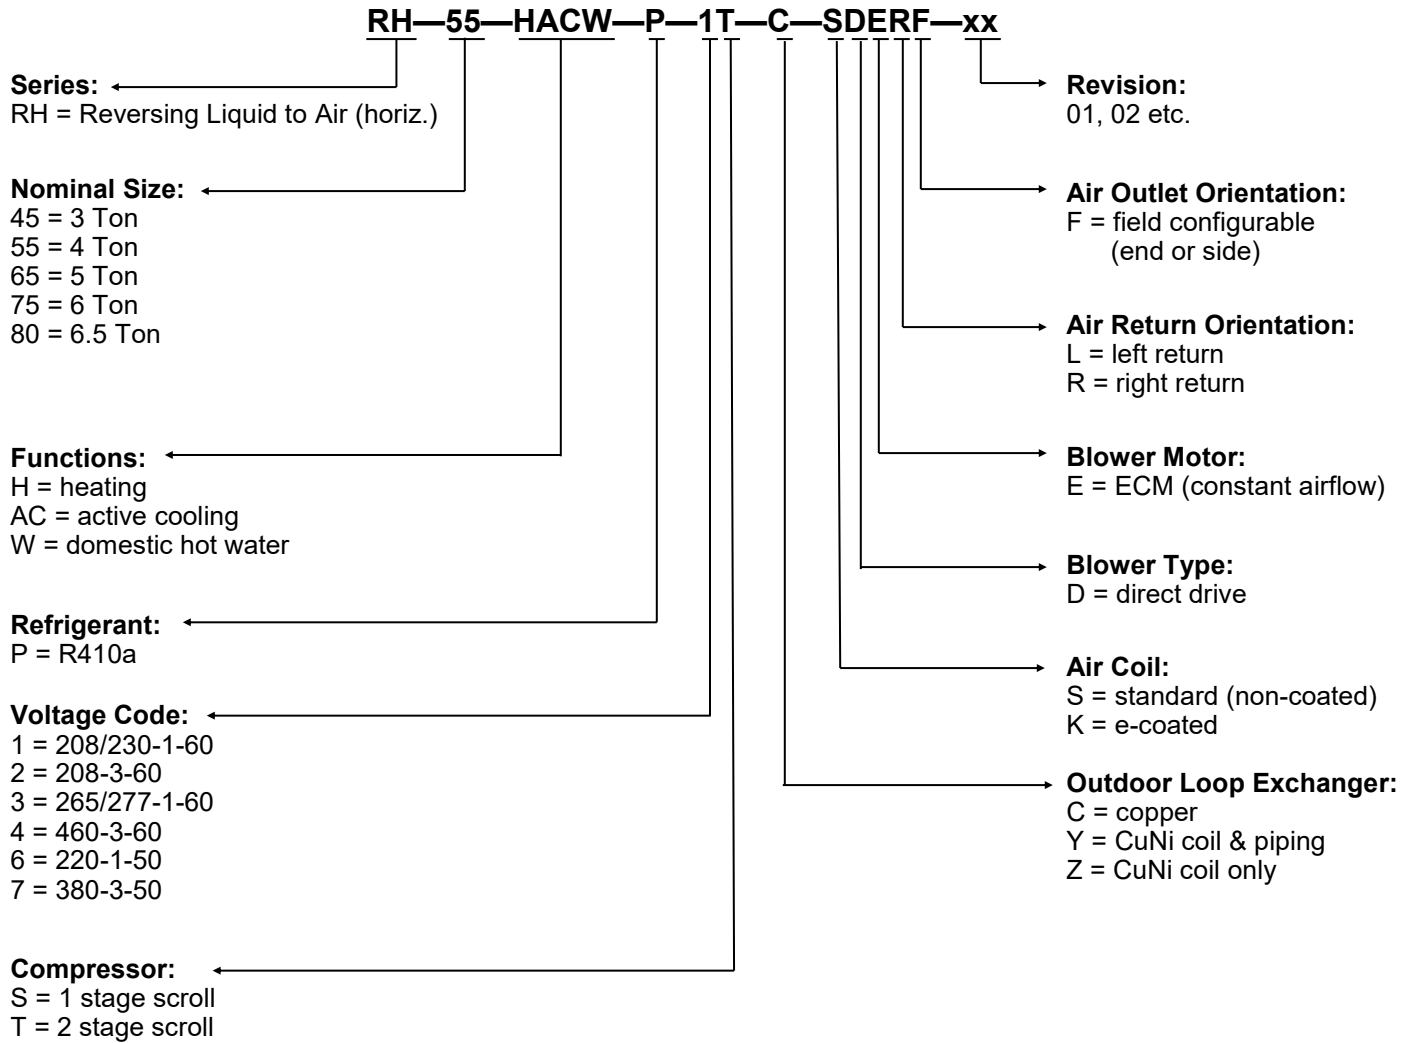 RH—55—HACW—P—1T—C—SDERF—xx
Series:
RH = Reversing Liquid to Air (horiz.)
Nominal Size:
45 = 3 Ton
55 = 4 Ton
65 = 5 Ton
75 = 6 Ton
80 = 6.5 Ton
Functions:
H = heating
AC = active cooling
W = domestic hot water
Refrigerant:
P = R410a
Voltage Code:
1 = 208/230-1-60
2 = 208-3-60
3 = 265/277-1-60
4 = 460-3-60
6 = 220-1-50
7 = 380-3-50
Compressor:
S = 1 stage scroll
T = 2 stage scroll
Revision:
01, 02 etc.
Air Outlet Orientation:
F = field configurable
(end or side)
Air Return Orientation:
L = left return
R = right return
Blower Motor:
E = ECM (constant airflow)
Blower Type:
D = direct drive
Air Coil:
S = standard (non-coated)
K = e-coated
Outdoor Loop Exchanger:
C = copper
Y = CuNi coil & piping
Z = CuNi coil only